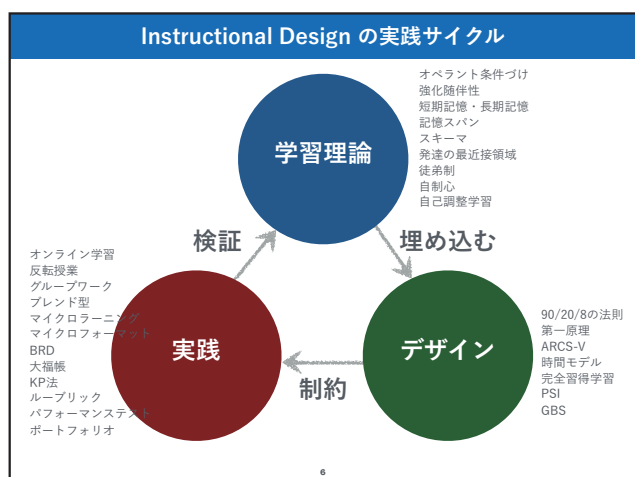 Instructional Design の実践サイクル
オペラント条件づけ
強化随伴性
短期記憶・長期記憶
記憶スパン
スキーマ
発達の最近接領域
徒弟制
自制心
自己調整学習
学習理論
検証
埋め込む
オンライン学習
反転授業
グループワーク
ブレンド型
マイクロラーニング
マイクロフォーマット
BRD
大福帳
KP法
ルーブリック
パフォーマンステスト
ポートフォリオ
実践
制約
デザイン
90/20/8の法則
第一原理
ARCS-V
時間モデル
完全習得学習
PSI
GBS
6